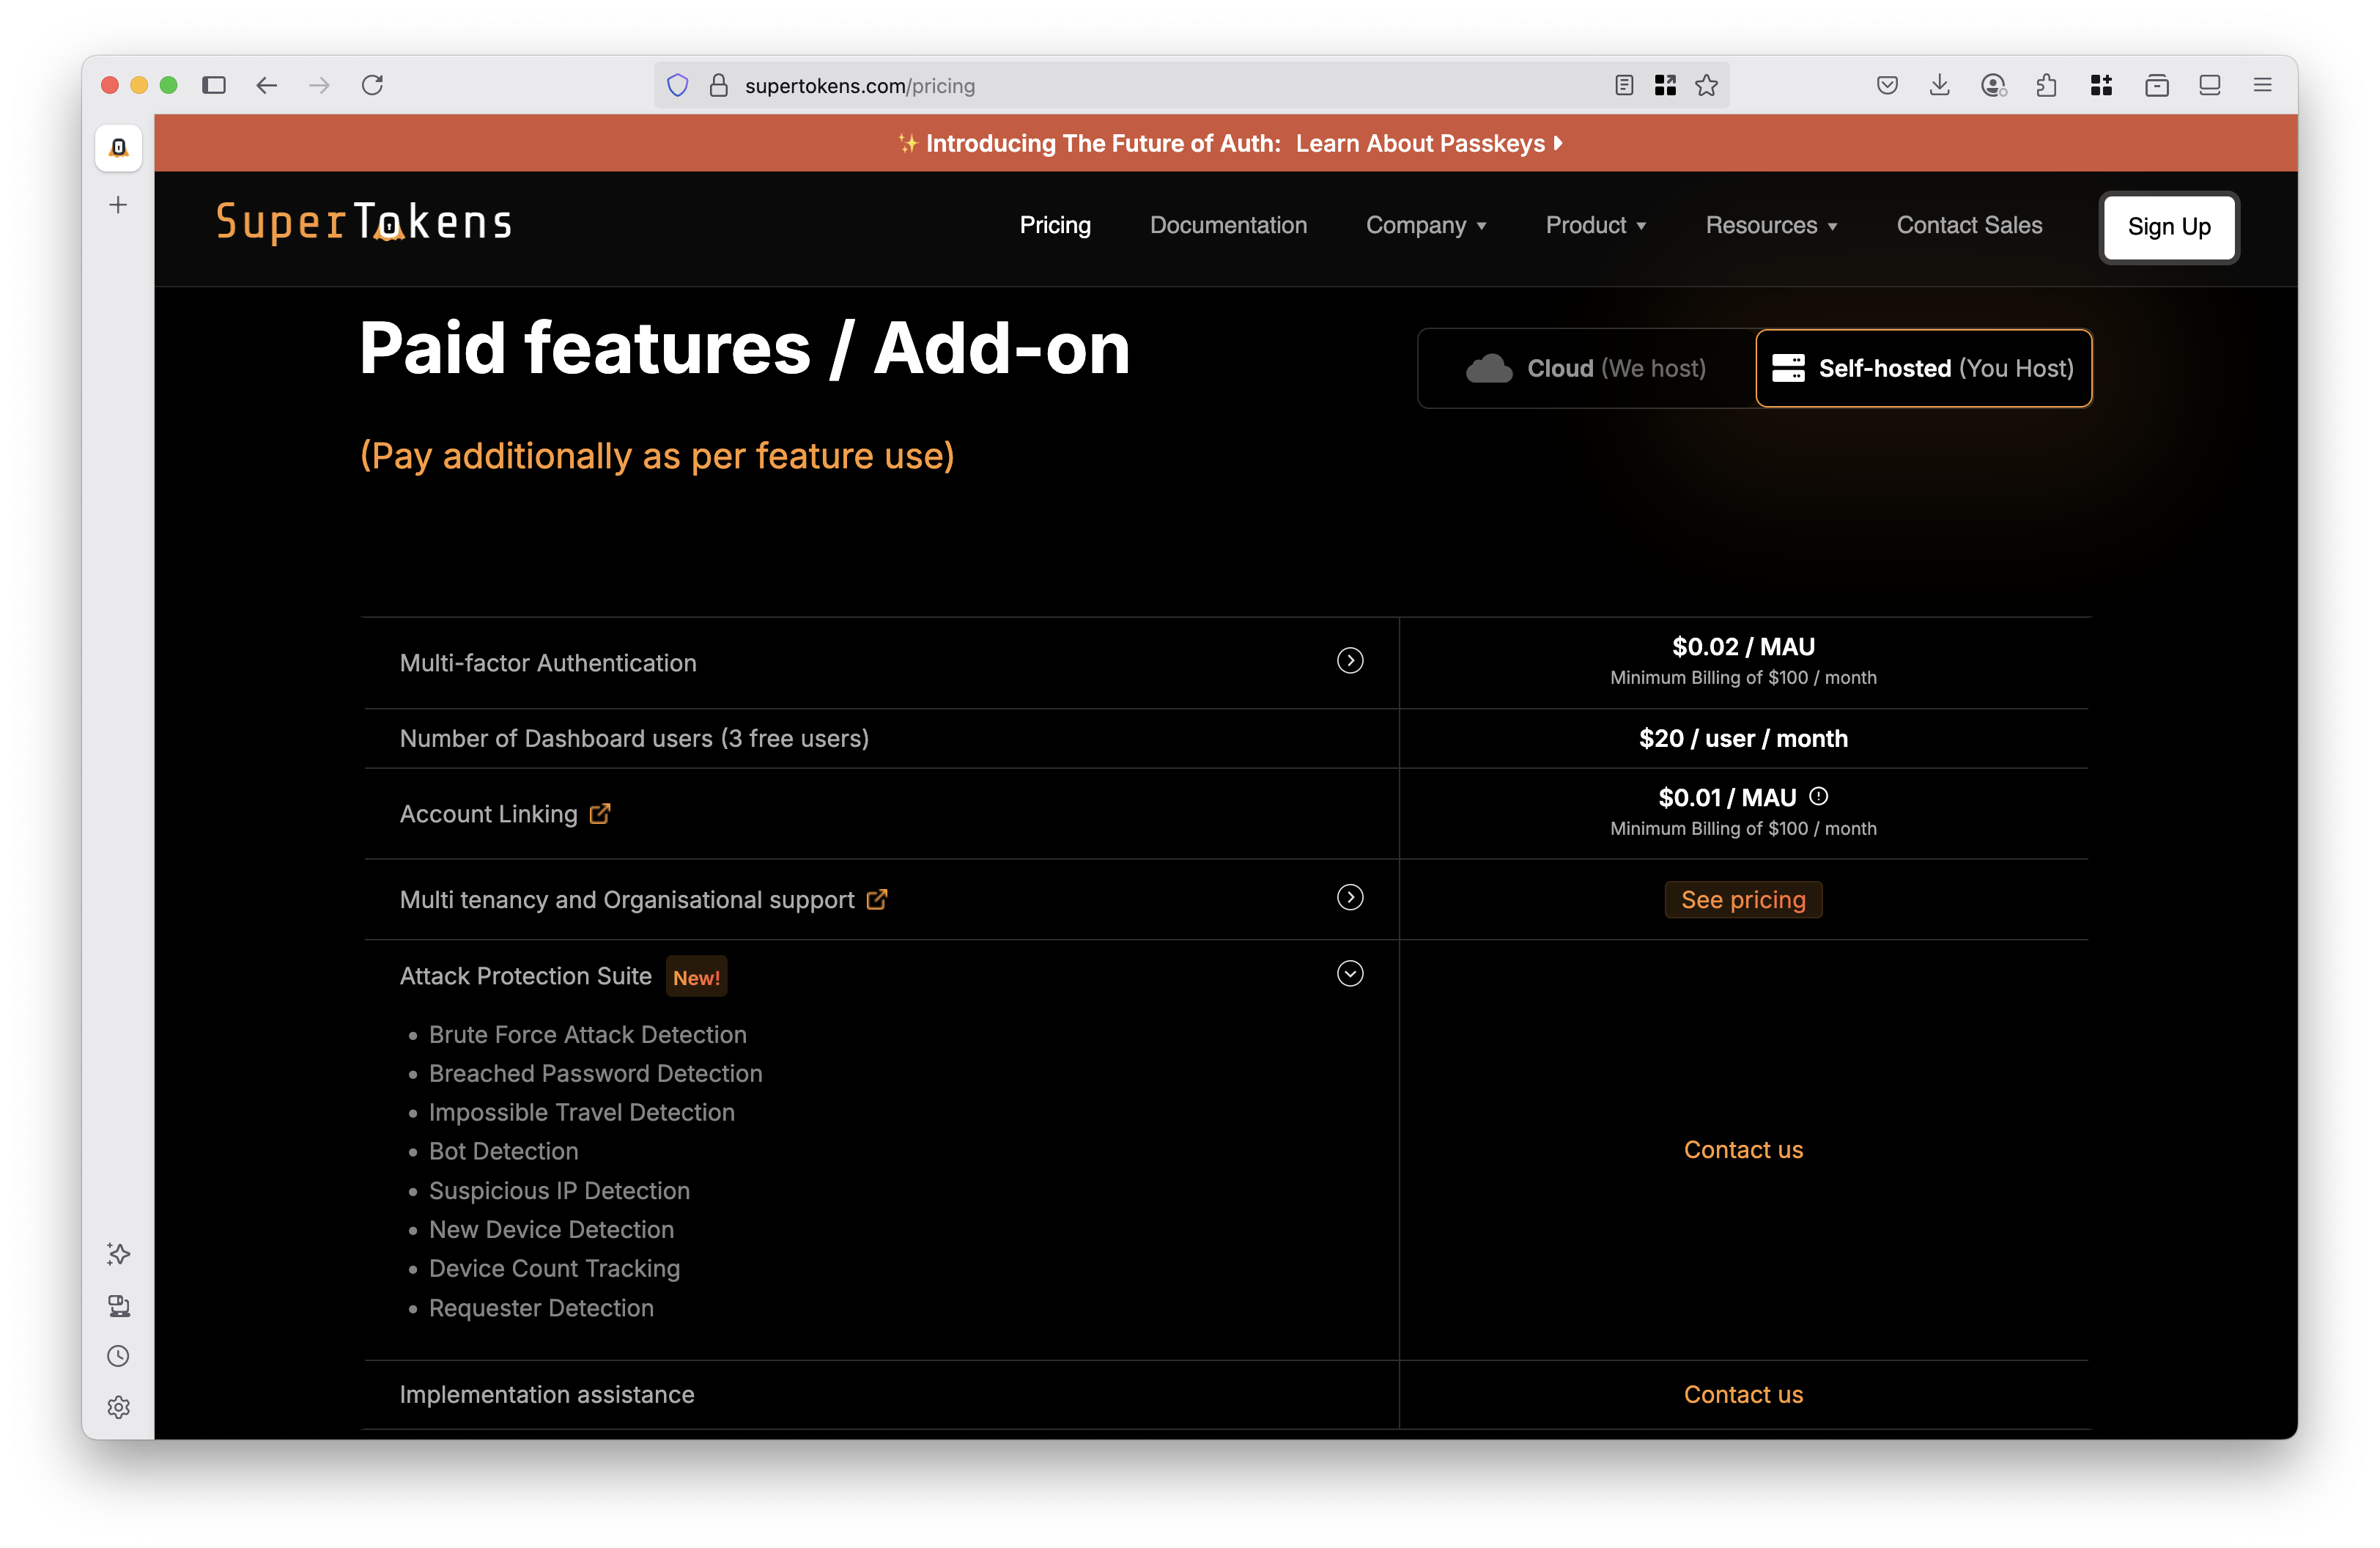 supertokens.com/pricing
✨ Introducing The Future of Auth: Learn About Passkeys
SuperTokens
Pricing
Documentation
Company
Product
Resources
Contact Sales
Sign Up
Paid features / Add-on
Cloud (We host)
Self-hosted (You Host)
(Pay additionally as per feature use)
Multi-factor Authentication
$0.02 / MAU
Minimum Billing of $100 / month
Number of Dashboard users (3 free users)
$20 / user / month
Account Linking
$0.01 / MAU
Minimum Billing of $100 / month
Multi tenancy and Organisational support
See pricing
Attack Protection Suite New!
• Brute Force Attack Detection
• Breached Password Detection
• Impossible Travel Detection
• Bot Detection
• Suspicious IP Detection
• New Device Detection
• Device Count Tracking
• Requester Detection
Contact us
Implementation assistance
Contact us